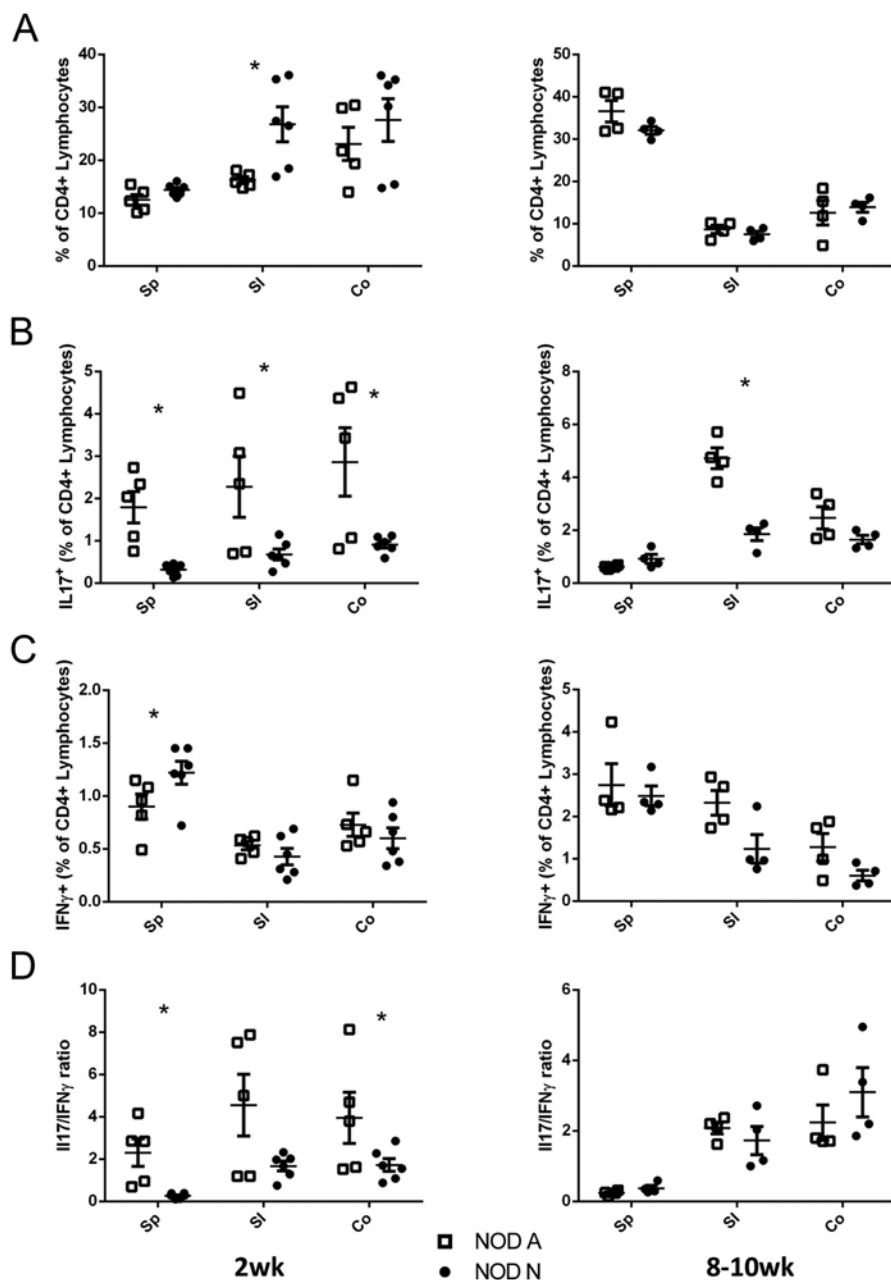 A
% of CD4+ Lymphocytes
40
30
20
10
0
*
Sp
SI
Co
% of CD4+ Lymphocytes
50
40
30
20
10
0
Sp
SI
Co
B
IL17⁺ (% of CD4+ Lymphocytes)
5
4
3
2
1
0
*
*
*
Sp
SI
Co
IL17⁺ (% of CD4+ Lymphocytes)
8
6
4
2
0
*
Sp
SI
Co
C
IFNγ+ (% of CD4+ Lymphocytes)
2.0
1.5
1.0
0.5
0.0
*
Sp
SI
Co
IFNγ+ (% of CD4+ Lymphocytes)
5
4
3
2
1
0
Sp
SI
Co
D
Il17/IFNγ ratio
10
8
6
4
2
0
*
*
Sp
SI
Co
Il17/IFNγ ratio
6
4
2
0
Sp
SI
Co
2wk
NOD A
NOD N
8-10wk